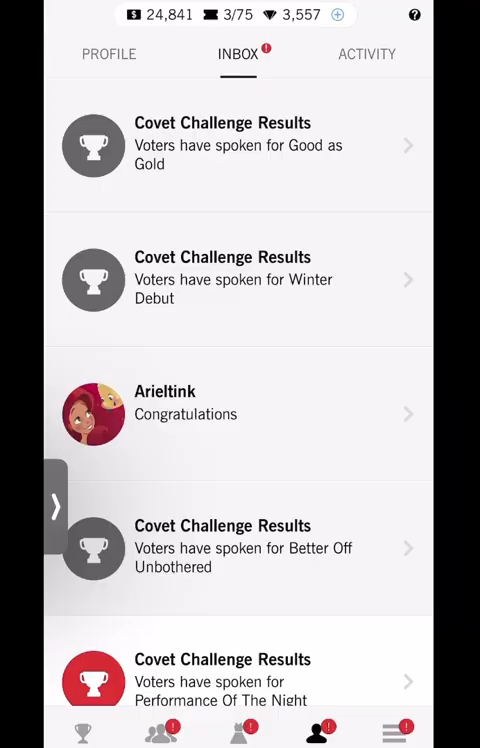 24,841 3/75 3,557
PROFILE INBOX ACTIVITY
Covet Challenge Results
Voters have spoken for Good as
Gold
Covet Challenge Results
Voters have spoken for Winter
Debut
Arieltink
Congratulations
Covet Challenge Results
Voters have spoken for Better Off
Unbothered
Covet Challenge Results
Voters have spoken for
Performance Of The Night